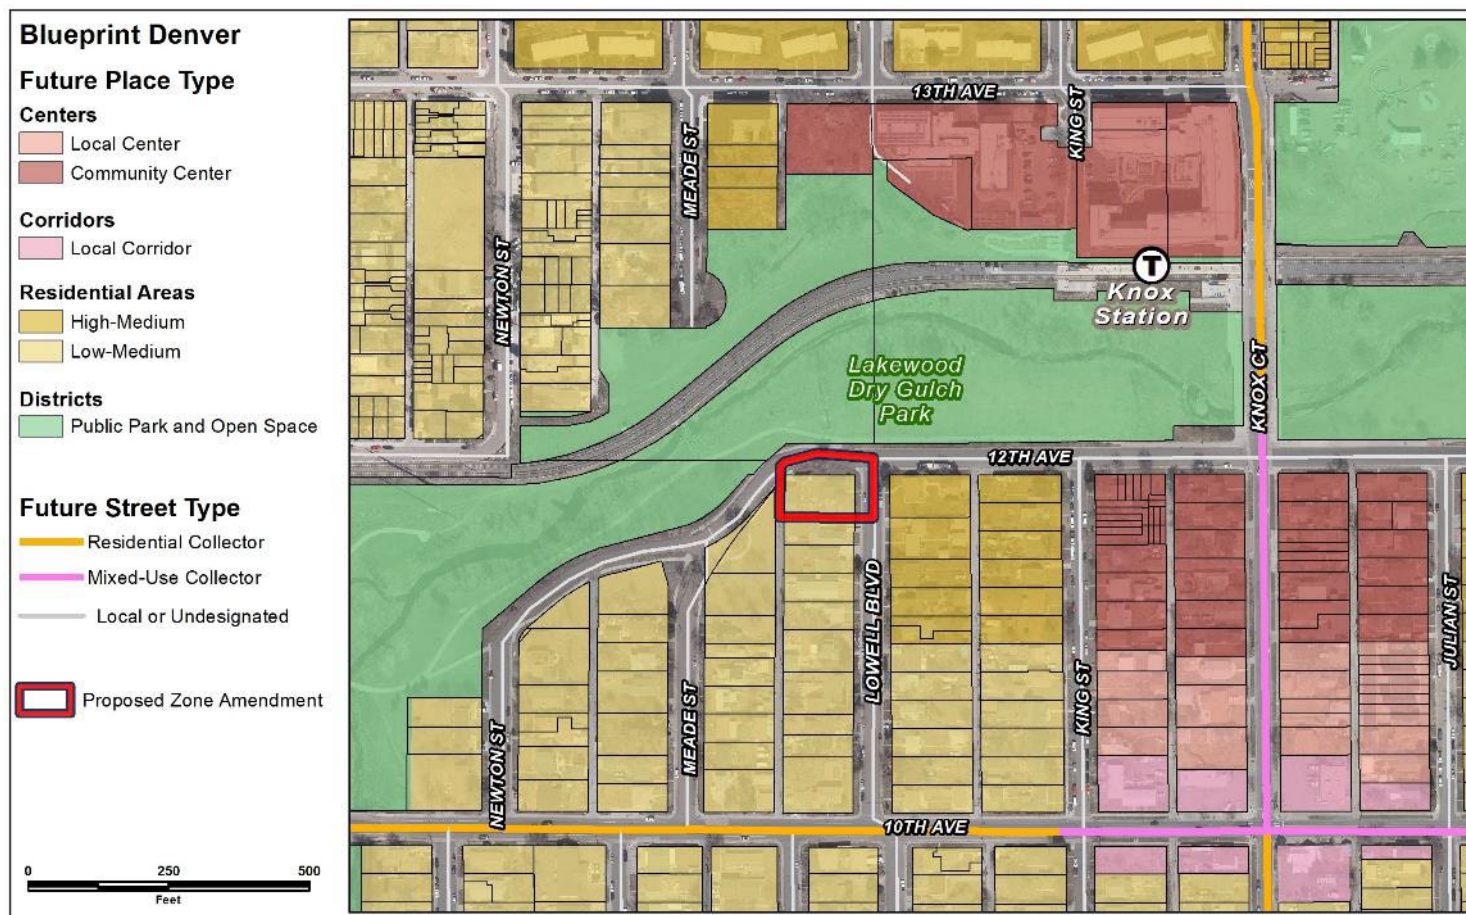 Blueprint Denver
Future Place Type
Centers
Local Center
Community Center
Corridors
Local Corridor
Residential Areas
High-Medium
Low-Medium
Districts
Public Park and Open Space
Future Street Type
Residential Collector
Mixed-Use Collector
Local or Undesignated
Proposed Zone Amendment
0 250 500
Feet
13TH AVE
KING ST
MEADE ST
NEWTON ST
T
Knox
Station
KNOX CT
Lakewood
Dry Gulch
Park
12TH AVE
LOWELL BLVD
JULIAN ST
KING ST
MEADE ST
NEWTON ST
10TH AVE